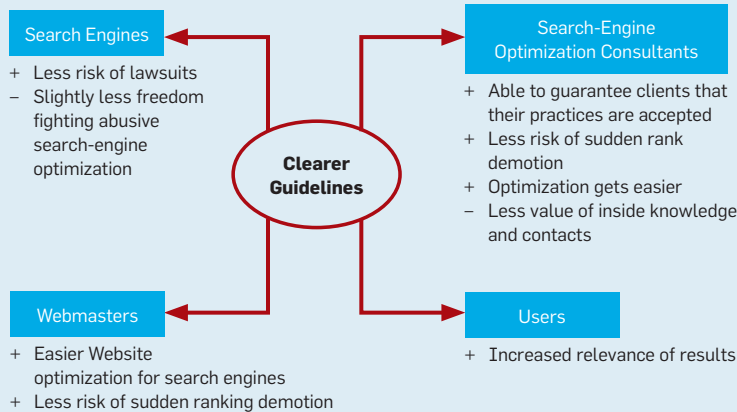 Search Engines
+ Less risk of lawsuits
– Slightly less freedom
fighting abusive
search-engine
optimization
Search-Engine
Optimization Consultants
+ Able to guarantee clients that
their practices are accepted
+ Less risk of sudden rank
demotion
+ Optimization gets easier
– Less value of inside knowledge
and contacts
Clearer
Guidelines
Webmasters
+ Easier Website
optimization for search engines
+ Less risk of sudden ranking demotion
Users
+ Increased relevance of results